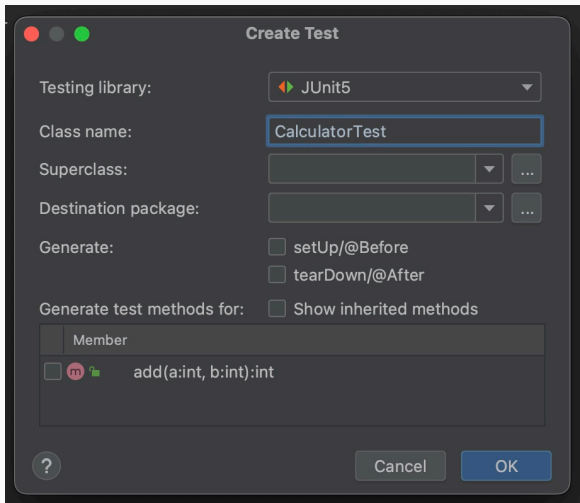 Create Test
Testing library: JUnit5
Class name: CalculatorTest
Superclass: ...
Destination package: ...
Generate: setUp/@Before
tearDown/@After
Generate test methods for: Show inherited methods
Member
m add(a:int, b:int):int
? Cancel OK